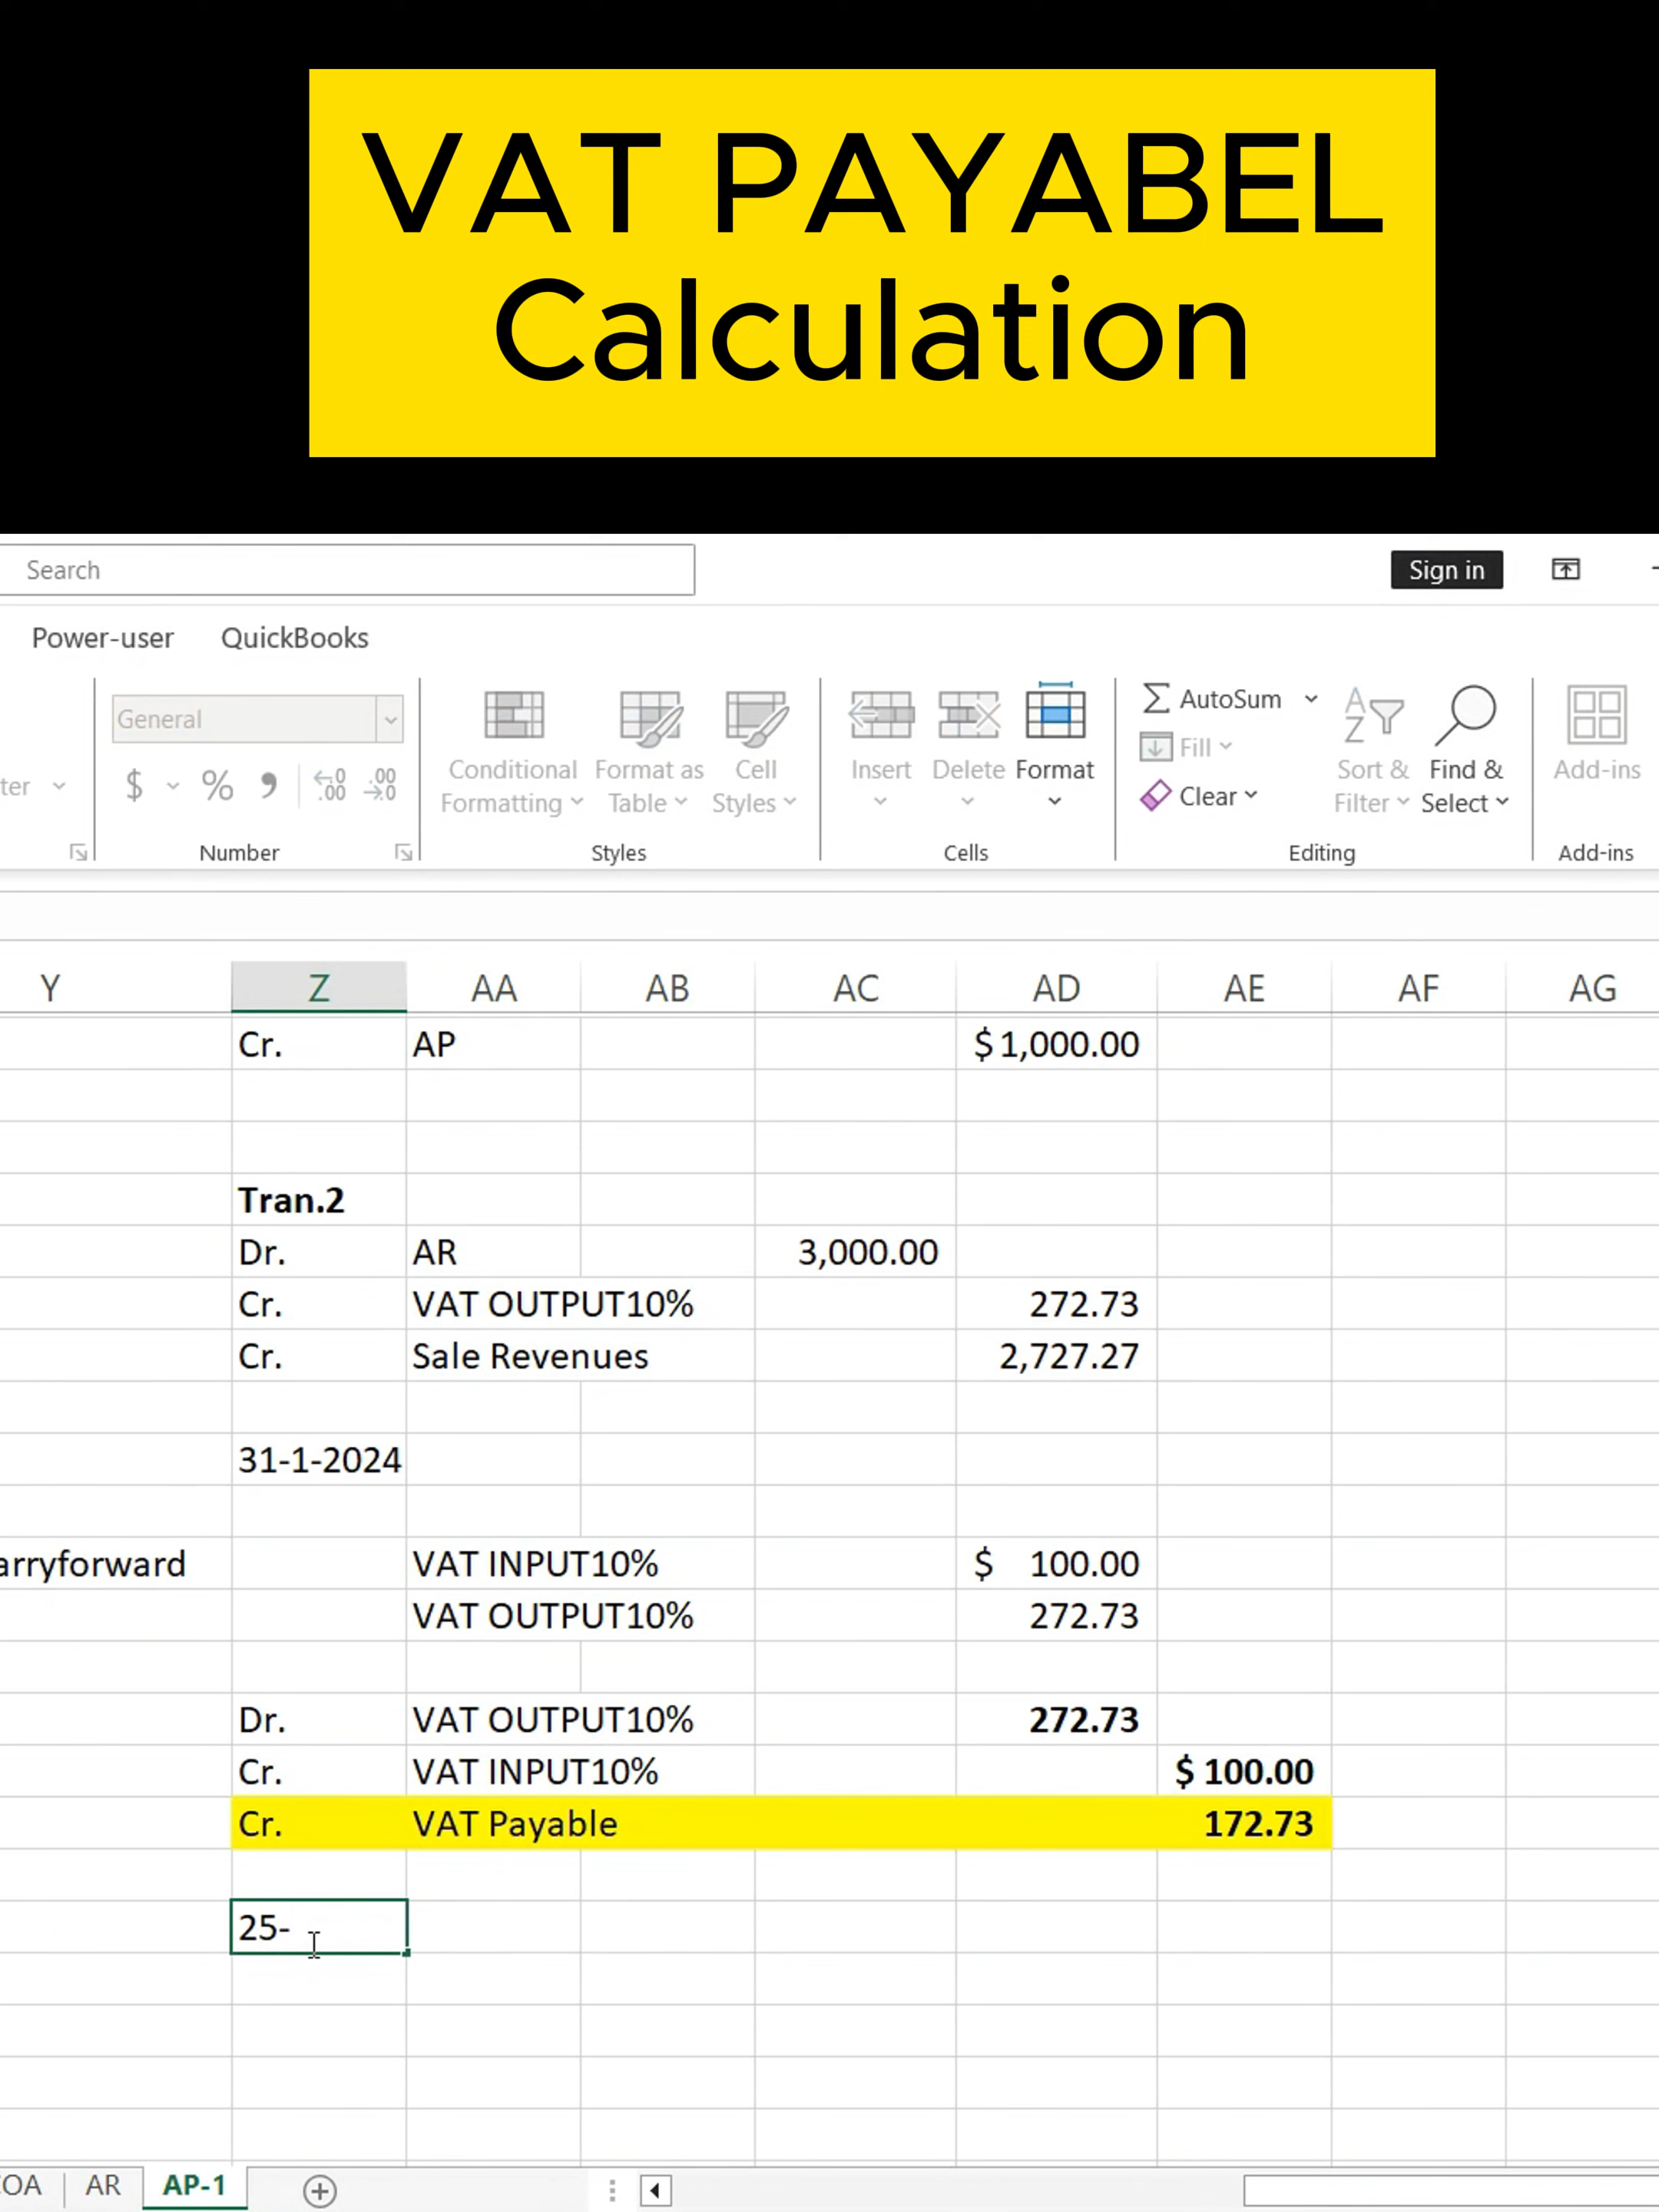 VAT PAYABEL
Calculation
Search
Sign in
Power-user QuickBooks
General
$ % 9 .00 .00
AutoSum
Fill
Clear
Conditional Formatting
Format as Table
Cell Styles
Insert
Delete
Format
Sort & Filter
Find & Select
Add-ins
Number Styles Cells Editing Add-ins
Y Z AA AB AC AD AE AF AG
Cr. AP $ 1,000.00
Tran.2
Dr. AR 3,000.00
Cr. VAT OUTPUT10% 272.73
Cr. Sale Revenues 2,727.27
31-1-2024
arryforward VAT INPUT10% $ 100.00
VAT OUTPUT10% 272.73
Dr. VAT OUTPUT10% 272.73
Cr. VAT INPUT10% $ 100.00
Cr. VAT Payable 172.73
25-
COA AR AP-1